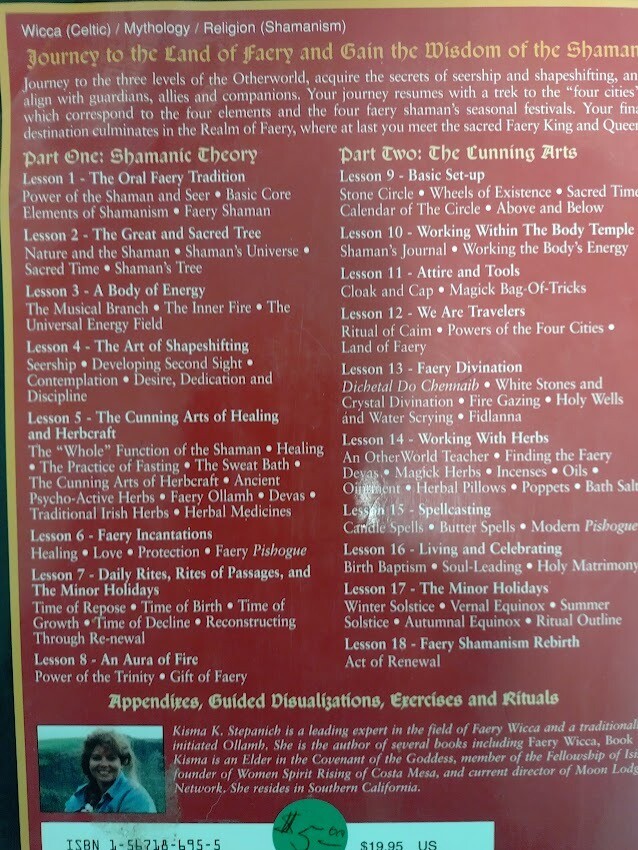 Wicca (Celtic) / Mythology / Religion (Shamanism)
Journey to the Land of Faery and Gain the Wisdom of the Shaman
Journey to the three levels of the Otherworld, acquire the secrets of seership and shapeshifting, an
align with guardians, allies and companions. Your journey resumes with a trek to the “four cities”
which correspond to the four elements and the four faery shaman's seasonal festivals. Your fina
destination culminates in the Realm of Faery, where at last you meet the sacred Faery King and Queen
Part One: Shamanic Theory
Lesson 1 - The Oral Faery Tradition
Power of the Shaman and Seer • Basic Core
Elements of Shamanism • Faery Shaman
Lesson 2 - The Great and Sacred Tree
Nature and the Shaman • Shaman's Universe •
Sacred Time • Shaman's Tree
Lesson 3 - A Body of Energy
The Musical Branch • The Inner Fire • The
Universal Energy Field
Lesson 4 - The Art of Shapeshifting
Seership • Developing Second Sight •
Contemplation • Desire, Dedication and
Discipline
Lesson 5 - The Cunning Arts of Healing
and Herbcraft
The “Whole” Function of the Shaman • Healing
• The Practice of Fasting • The Sweat Bath •
The Cunning Arts of Herbcraft • Ancient
Psycho-Active Herbs • Faery Ollamh • Devas •
Traditional Irish Herbs • Herbal Medicines
Lesson 6 - Faery Incantations
Healing • Love • Protection • Faery Pishogue
Lesson 7 - Daily Rites, Rites of Passages, and
The Minor Holidays
Time of Repose • Time of Birth • Time of
Growth • Time of Decline • Reconstructing
Through Re-newal
Lesson 8 - An Aura of Fire
Power of the Trinity • Gift of Faery
Part Two: The Cunning Arts
Lesson 9 - Basic Set-up
Stone Circle • Wheels of Existence • Sacred Time
Calendar of The Circle • Above and Below
Lesson 10 - Working Within The Body Temple
Shaman's Journal • Working the Body's Energy
Lesson 11 - Attire and Tools
Cloak and Cap • Magick Bag-Of-Tricks
Lesson 12 - We Are Travelers
Ritual of Caim • Powers of the Four Cities •
Land of Faery
Lesson 13 - Faery Divination
Dichetal Do Chennaib • White Stones and
Crystal Divination • Fire Gazing • Holy Wells
and Water Scrying • Fidlanna
Lesson 14 - Working With Herbs
An OtherWorld Teacher • Finding the Faery
Devas • Magick Herbs • Incenses • Oils •
Ointment • Herbal Pillows • Poppets • Bath Salt
Lesson 15 - Spellcasting
Candle Spells • Butter Spells • Modern Pishogue
Lesson 16 - Living and Celebrating
Birth Baptism • Soul-Leading • Holy Matrimony
Lesson 17 - The Minor Holidays
Winter Solstice • Vernal Equinox • Summer
Solstice • Autumnal Equinox • Ritual Outline
Lesson 18 - Faery Shamanism Rebirth
Act of Renewal
Appendixes, Guided Visualizations, Exercises and Rituals
Kisma K. Stepanich is a leading expert in the field of Faery Wicca and a traditional
initiated Ollamh. She is the author of several books including Faery Wicca, Book
Kisma is an Elder in the Covenant of the Goddess, member of the Fellowship of Isi
founder of Women Spirit Rising of Costa Mesa, and current director of Moon Lodg
Network. She resides in Southern California.
ISBN 1-56718-695-5
$5.00
$19.95 US